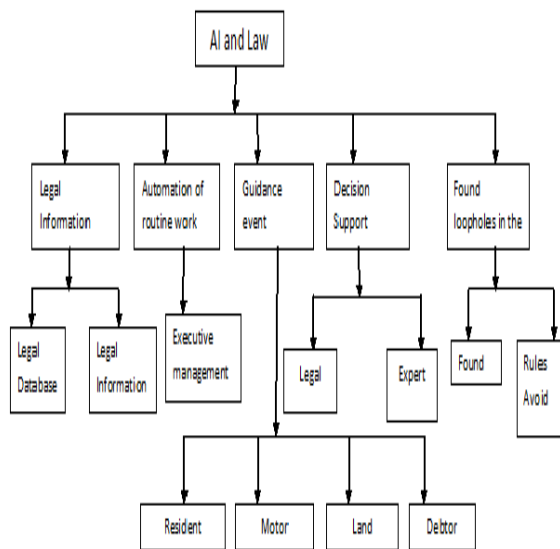 AI and Law
Legal
Information
Automation of
routine work
Guidance
event
Decision
Support
Found
loopholes in the
Legal
Database
Legal
Information
Executive
management
Legal
Expert
Found
Rules
Avoid
Resident
Motor
Land
Debtor